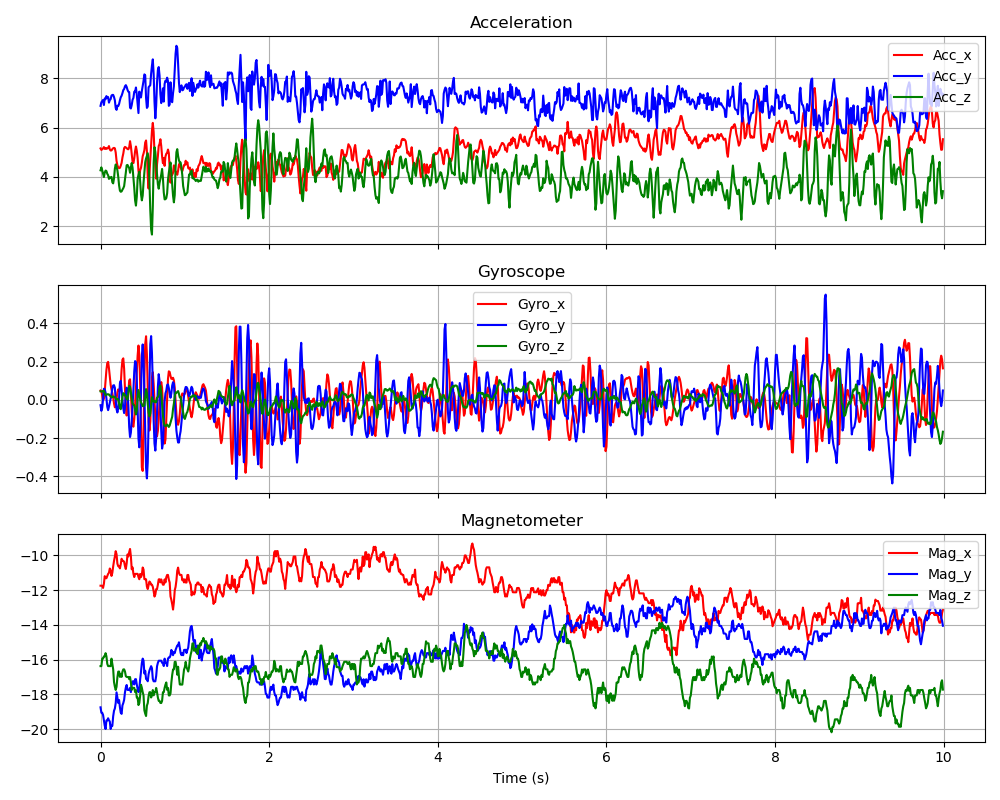 Acceleration
8
6
4
2
Acc_x
Acc_y
Acc_z
Gyroscope
0.4
0.2
0.0
−0.2
−0.4
Gyro_x
Gyro_y
Gyro_z
Magnetometer
−10
−12
−14
−16
−18
−20
Mag_x
Mag_y
Mag_z
0 2 4 6 8 10
Time (s)